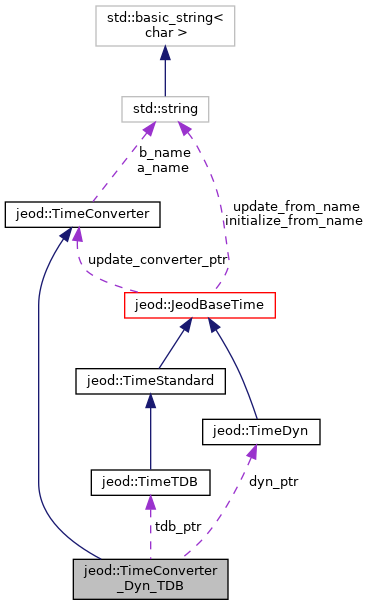 std::basic_string<
char >
std::string
b_name
a_name
update_from_name
initialize_from_name
jeod::TimeConverter
update_converter_ptr
jeod::JeodBaseTime
jeod::TimeStandard
jeod::TimeDyn
jeod::TimeTDB
dyn_ptr
tdb_ptr
jeod::TimeConverter
_Dyn_TDB